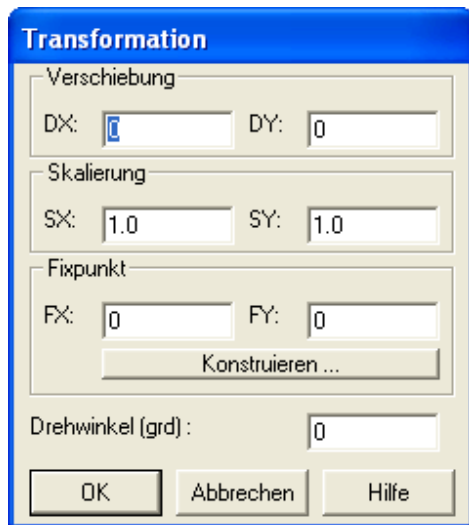 Transformation
Verschiebung
DX: 0 DY: 0
Skalierung
SX: 1.0 SY: 1.0
Fixpunkt
FX: 0 FY: 0
Konstruieren ...
Drehwinkel (grd) : 0
OK Abbrechen Hilfe